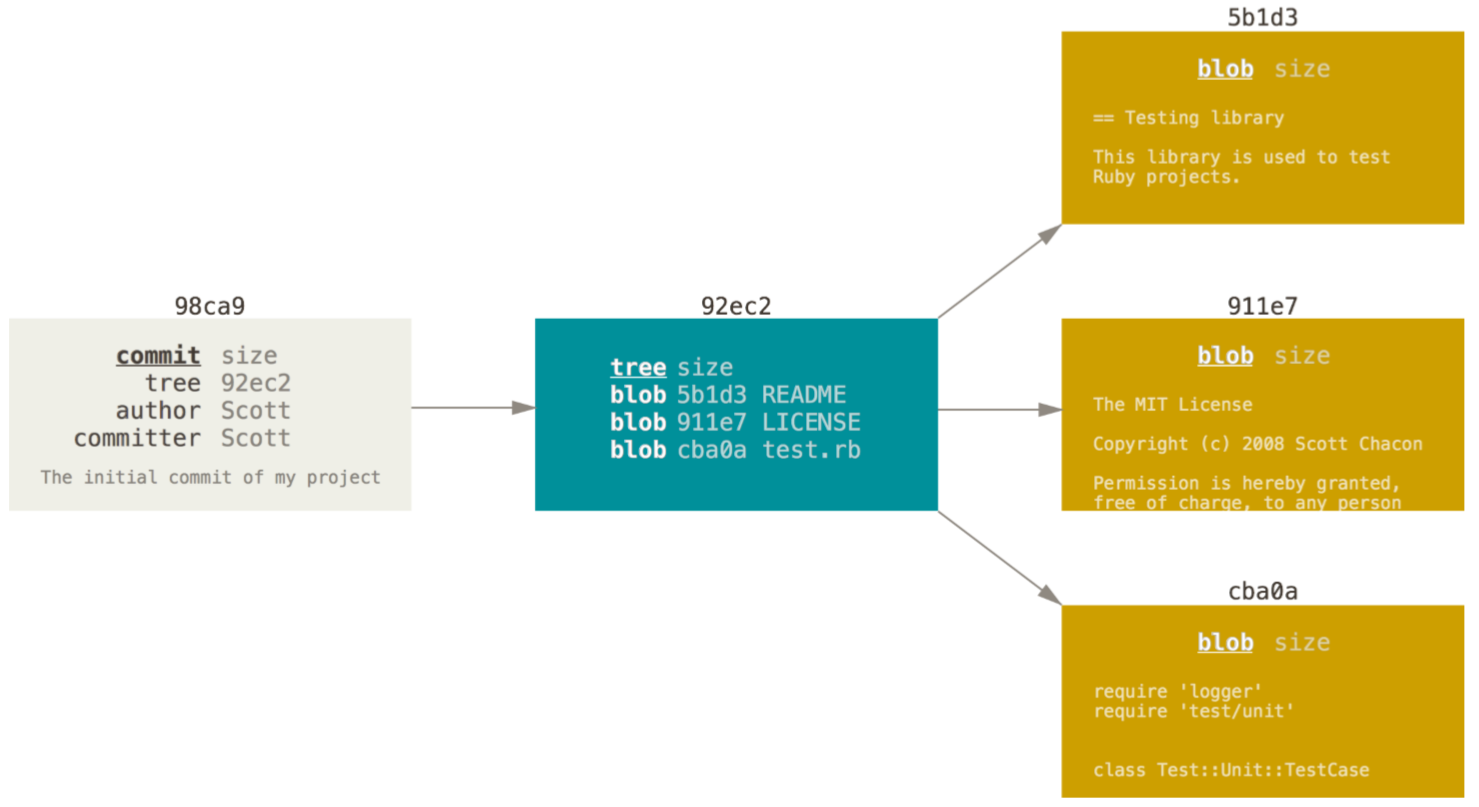 98ca9
commit size
tree 92ec2
author Scott
committer Scott
The initial commit of my project
92ec2
tree size
blob 5b1d3 README
blob 911e7 LICENSE
blob cba0a test.rb
5b1d3
blob size
== Testing library
This library is used to test
Ruby projects.
911e7
blob size
The MIT License
Copyright (c) 2008 Scott Chacon
Permission is hereby granted,
free of charge, to any person
cba0a
blob size
require 'logger'
require 'test/unit'
class Test::Unit::TestCase